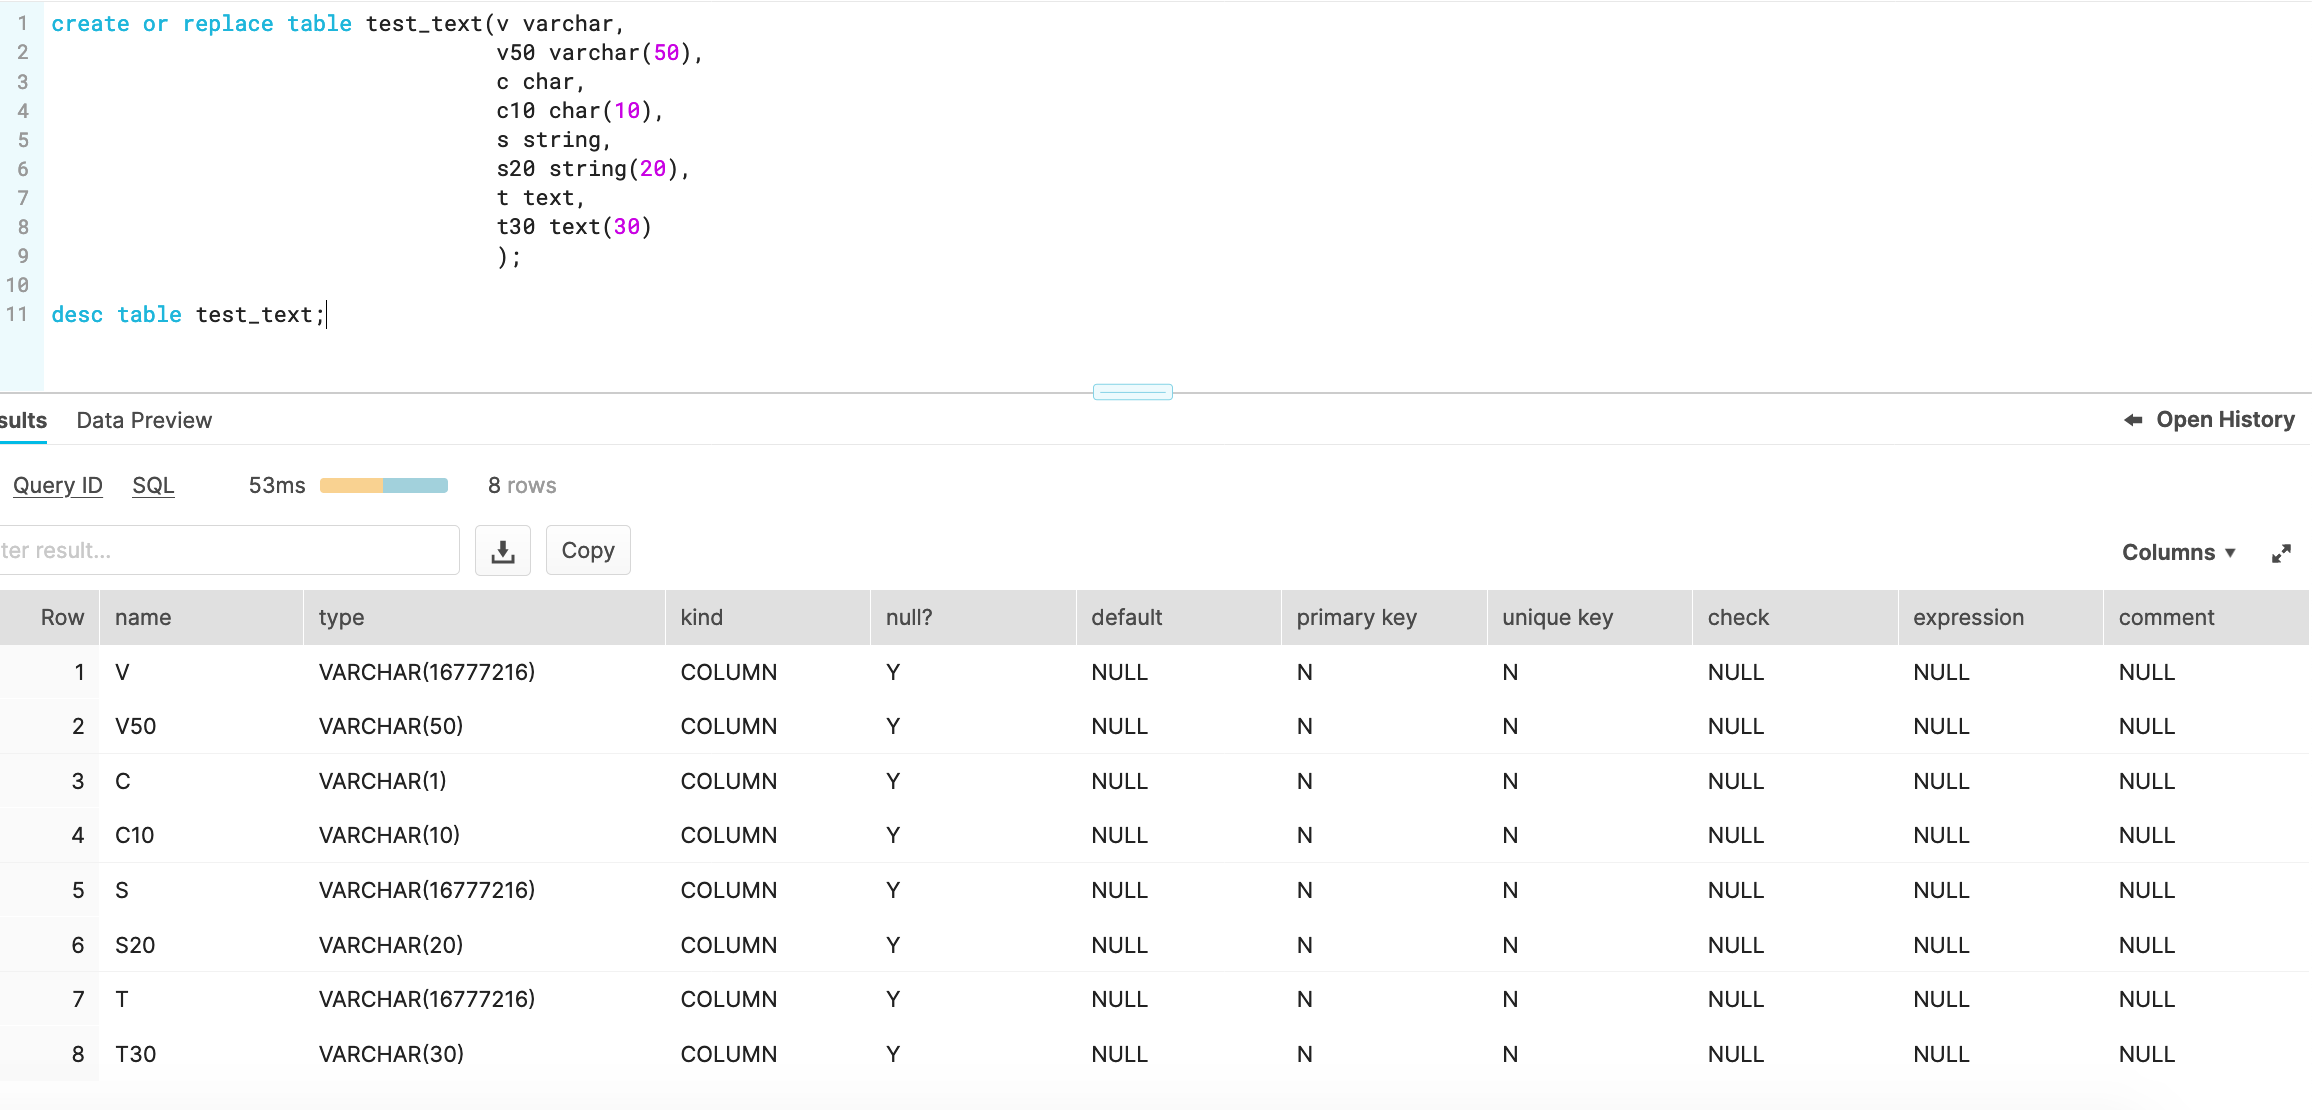 1 create or replace table test_text(v varchar,
2 v50 varchar(50),
3 c char,
4 c10 char(10),
5 s string,
6 s20 string(20),
7 t text,
8 t30 text(30)
9 );
10
11 desc table test_text;
sults Data Preview Open History
Query ID SQL 53ms 8 rows
ter result... Copy Columns
Row name type kind null? default primary key unique key check expression comment
1 V VARCHAR(16777216) COLUMN Y NULL N N NULL NULL NULL
2 V50 VARCHAR(50) COLUMN Y NULL N N NULL NULL NULL
3 C VARCHAR(1) COLUMN Y NULL N N NULL NULL NULL
4 C10 VARCHAR(10) COLUMN Y NULL N N NULL NULL NULL
5 S VARCHAR(16777216) COLUMN Y NULL N N NULL NULL NULL
6 S20 VARCHAR(20) COLUMN Y NULL N N NULL NULL NULL
7 T VARCHAR(16777216) COLUMN Y NULL N N NULL NULL NULL
8 T30 VARCHAR(30) COLUMN Y NULL N N NULL NULL NULL